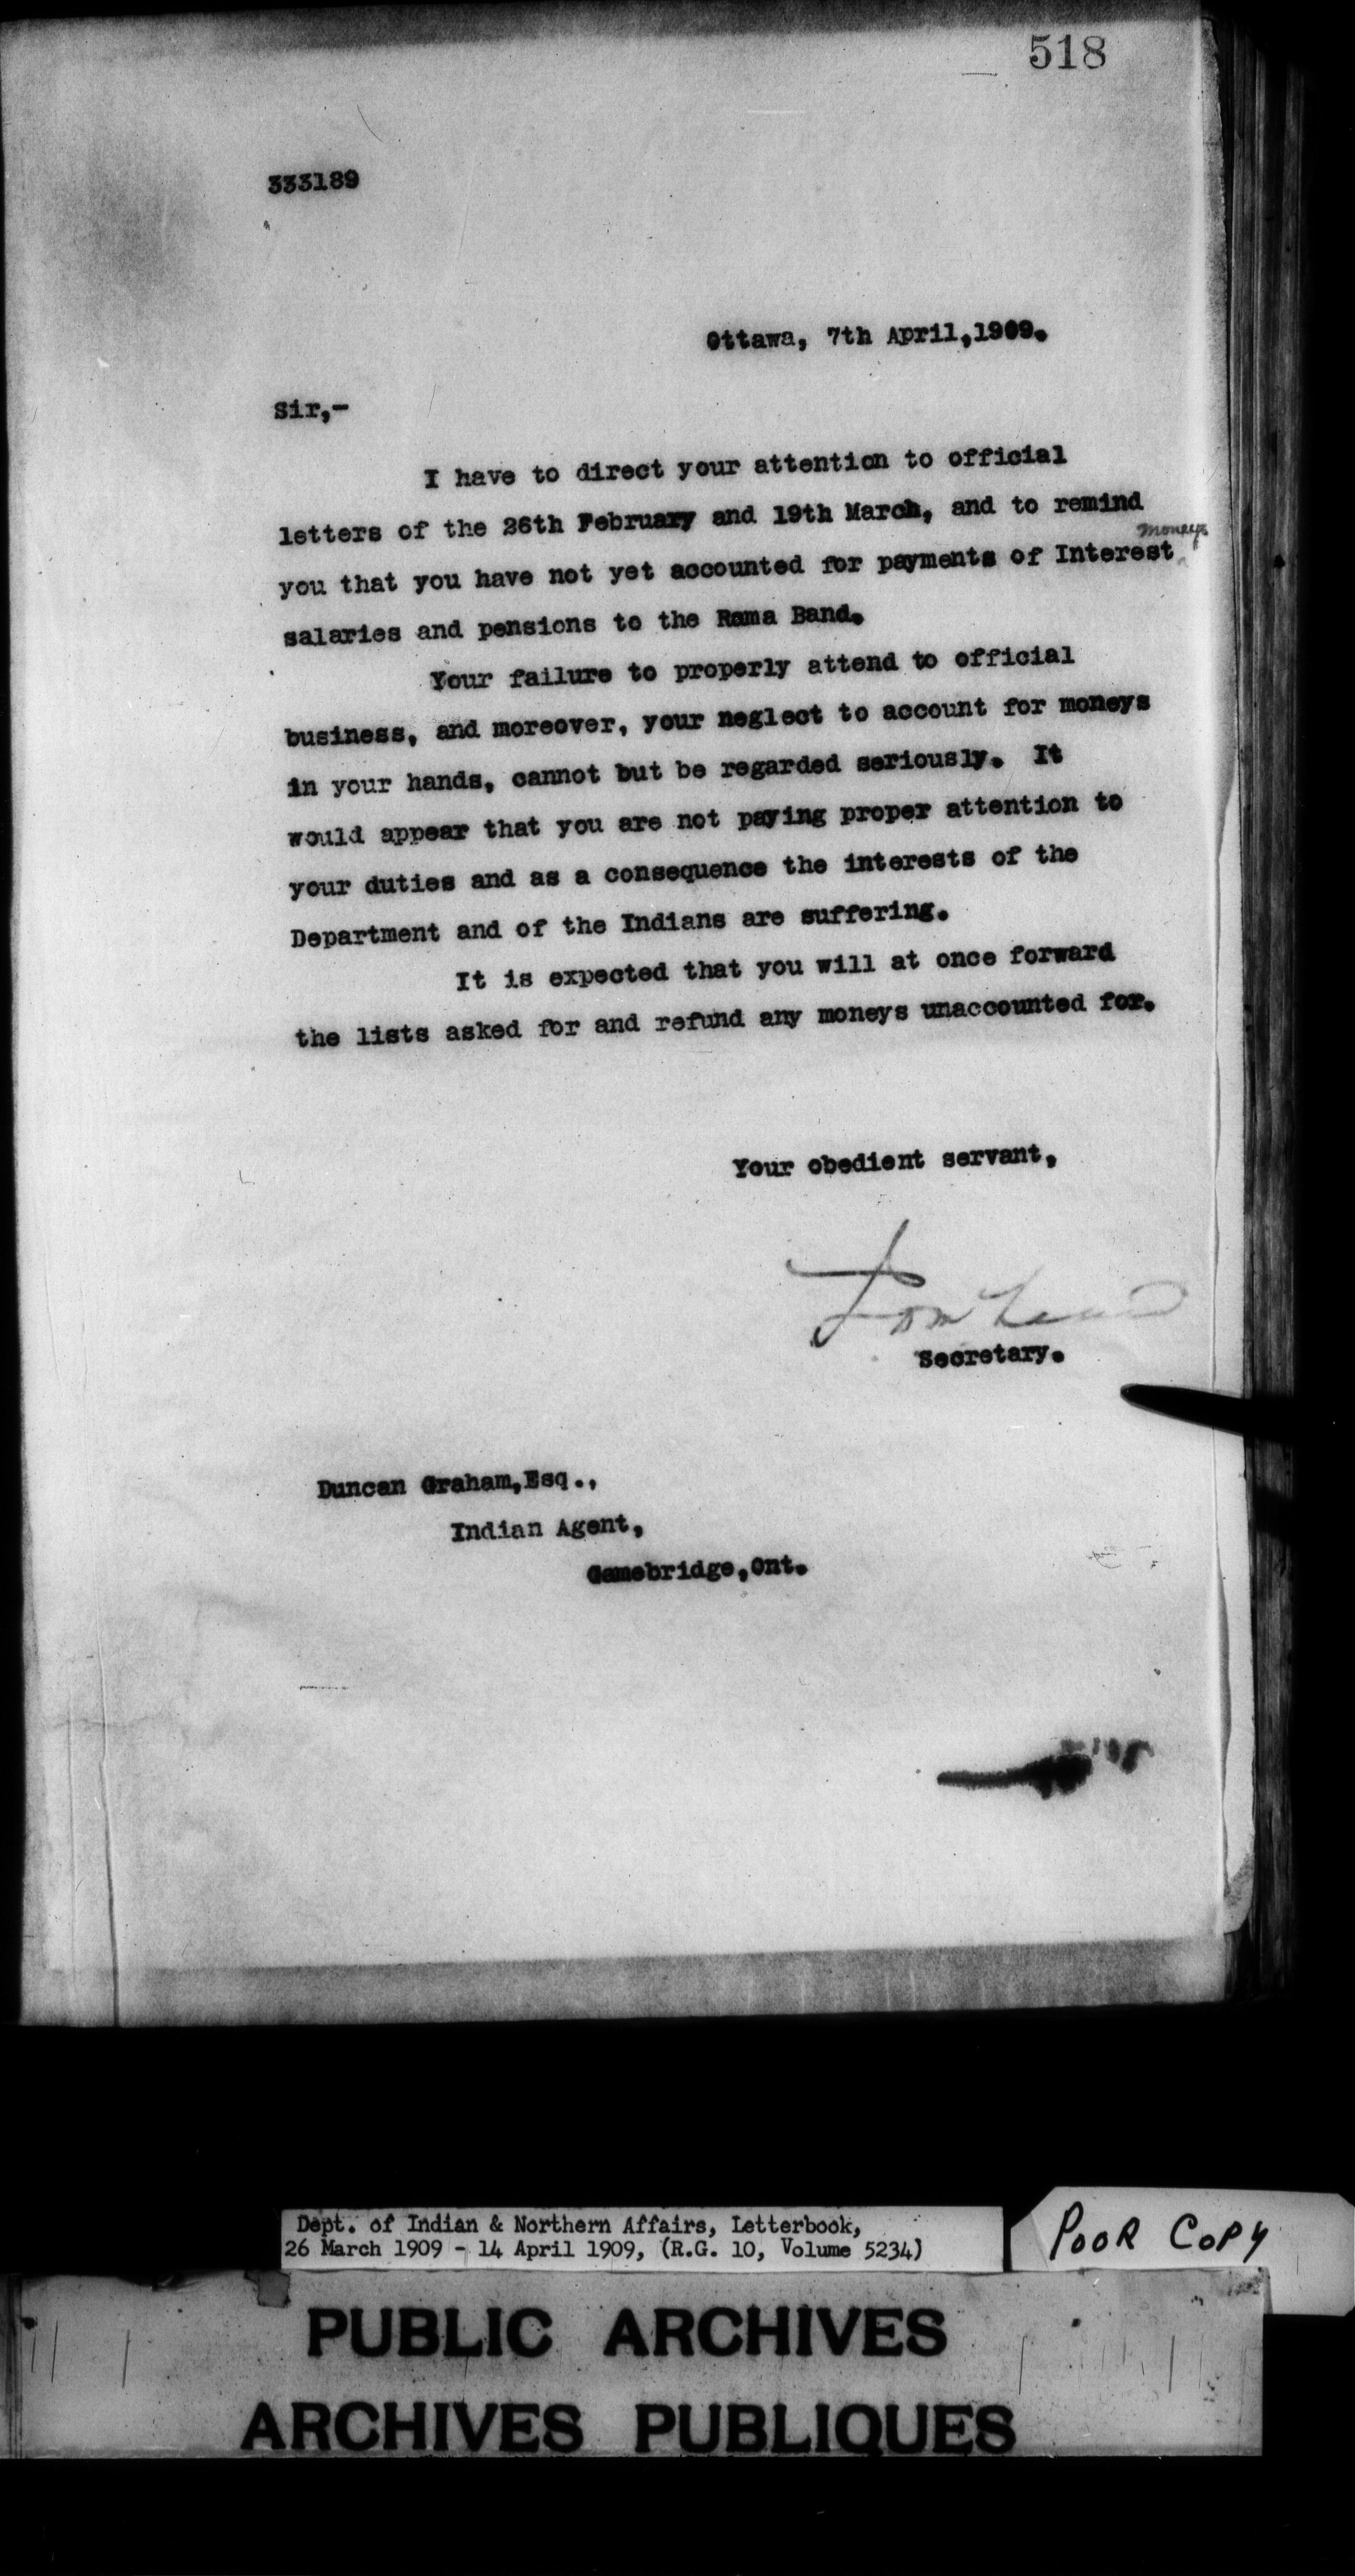 518
333189
Ottawa, 7th April,1909.
Sir,-
I have to direct your attention to official
letters of the 26th February and 19th March, and to remind
moneys
you that you have not yet accounted for payments of Interest
salaries and pensions to the Rama Band.
Your failure to properly attend to official
business, and moreover, your neglect to account for moneys
in your hands, cannot but be regarded seriously. It
would appear that you are not paying proper attention to
your duties and as a consequence the interests of the
Department and of the Indians are suffering.
It is expected that you will at once forward
the lists asked for and refund any moneys unaccounted for.
Your obedient servant,
Secretary.
Duncan Graham,Esq.,
Indian Agent,
Gamebridge,Ont.
Dept. of Indian & Northern Affairs, Letterbook,
26 March 1909 - 14 April 1909, (R.G. 10, Volume 5234)
POOR COPY
PUBLIC ARCHIVES
ARCHIVES PUBLIQUES